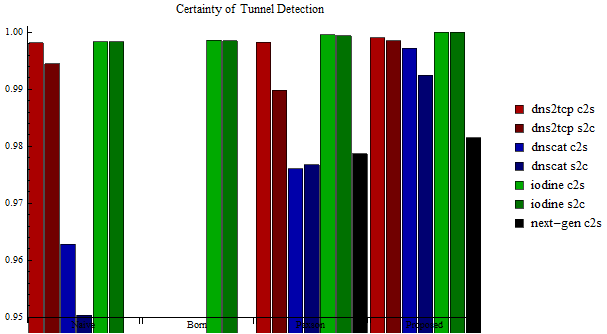 Certainty of Tunnel Detection
1.00
0.99
0.98
0.97
0.96
0.95
dns2tcp c2s
dns2tcp s2c
dnscat c2s
dnscat s2c
iodine c2s
iodine s2c
next-gen c2s
Born